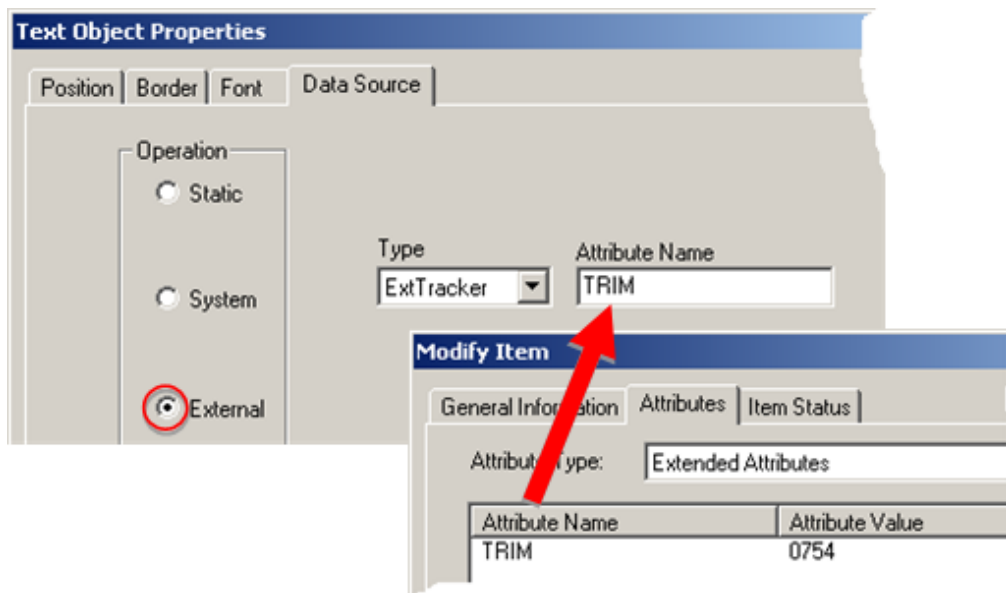 Text Object Properties
Position Border Font Data Source
Operation
Static
Type Attribute Name
ExtTracker TRIM
System
Modify Item
External
General Information Attributes Item Status
Attribute Type: Extended Attributes
Attribute Name Attribute Value
TRIM 0754